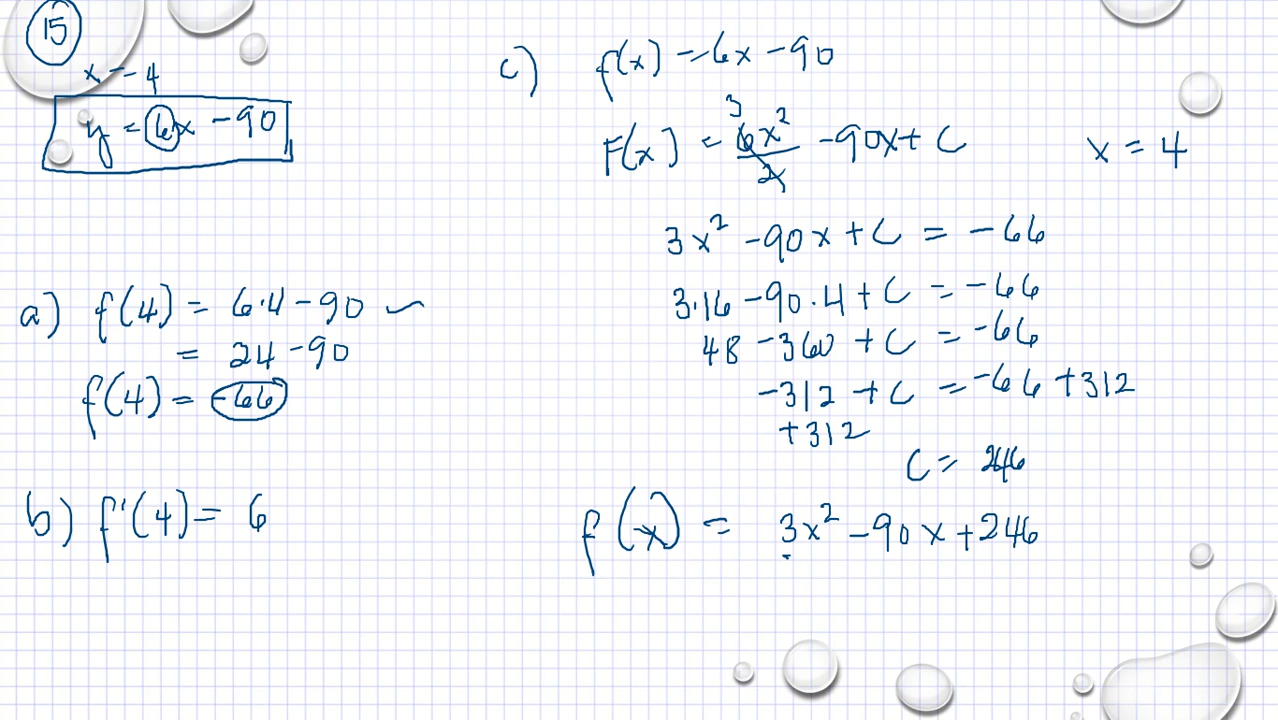 15
x = 4
y = 6x - 90
a) f(4) = 6·4 - 90
= 24 - 90
f(4) = -66
b) f'(4) = 6
c) f(x) = 6x - 90
3
F(x) = 6x² / 2 - 90x + C
x = 4
3x² - 90x + C = -66
3·16 - 90·4 + C = -66
48 - 360 + C = -66
-312 + C = -66 + 312
+312
C = 246
f(x) = 3x² - 90x + 246